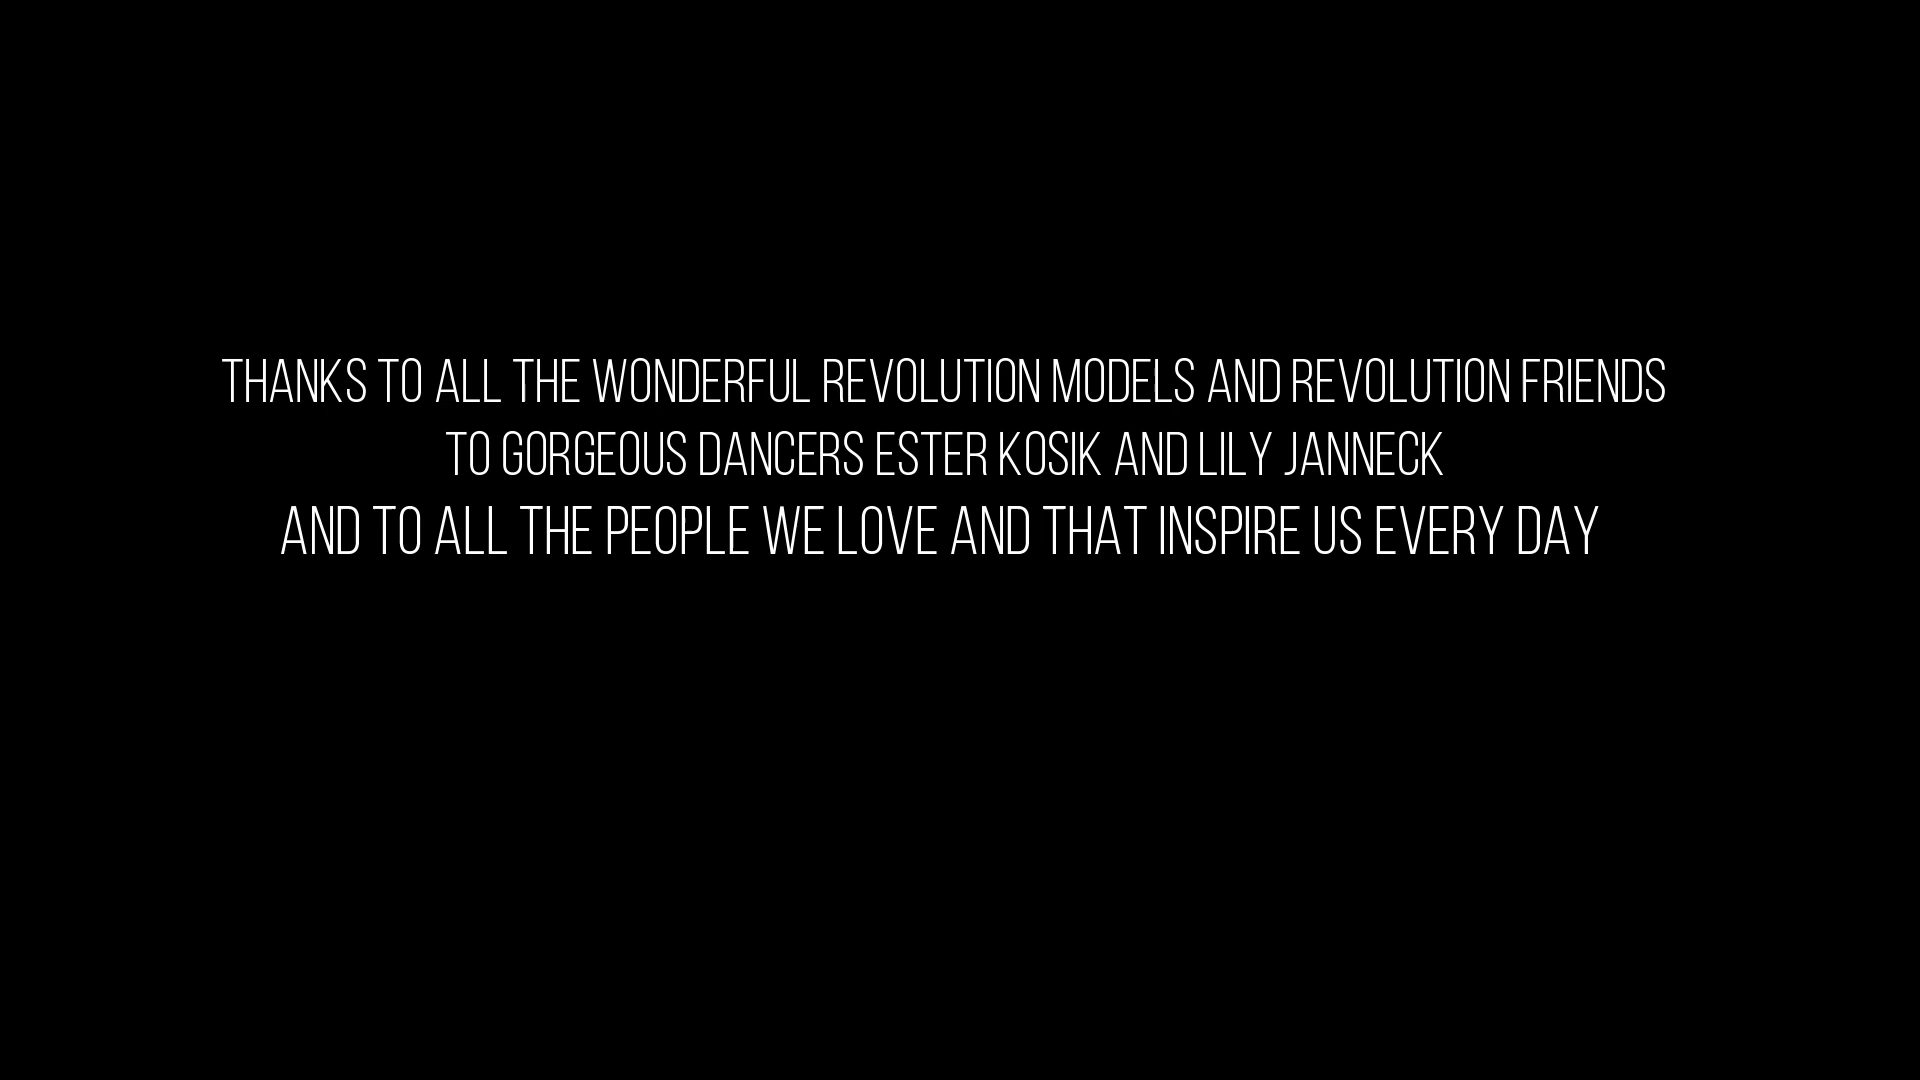 THANKS TO ALL THE WONDERFUL REVOLUTION MODELS AND REVOLUTION FRIENDS
TO GORGEOUS DANCERS ESTER KOSIK AND LILY JANNECK
AND TO ALL THE PEOPLE WE LOVE AND THAT INSPIRE US EVERY DAY